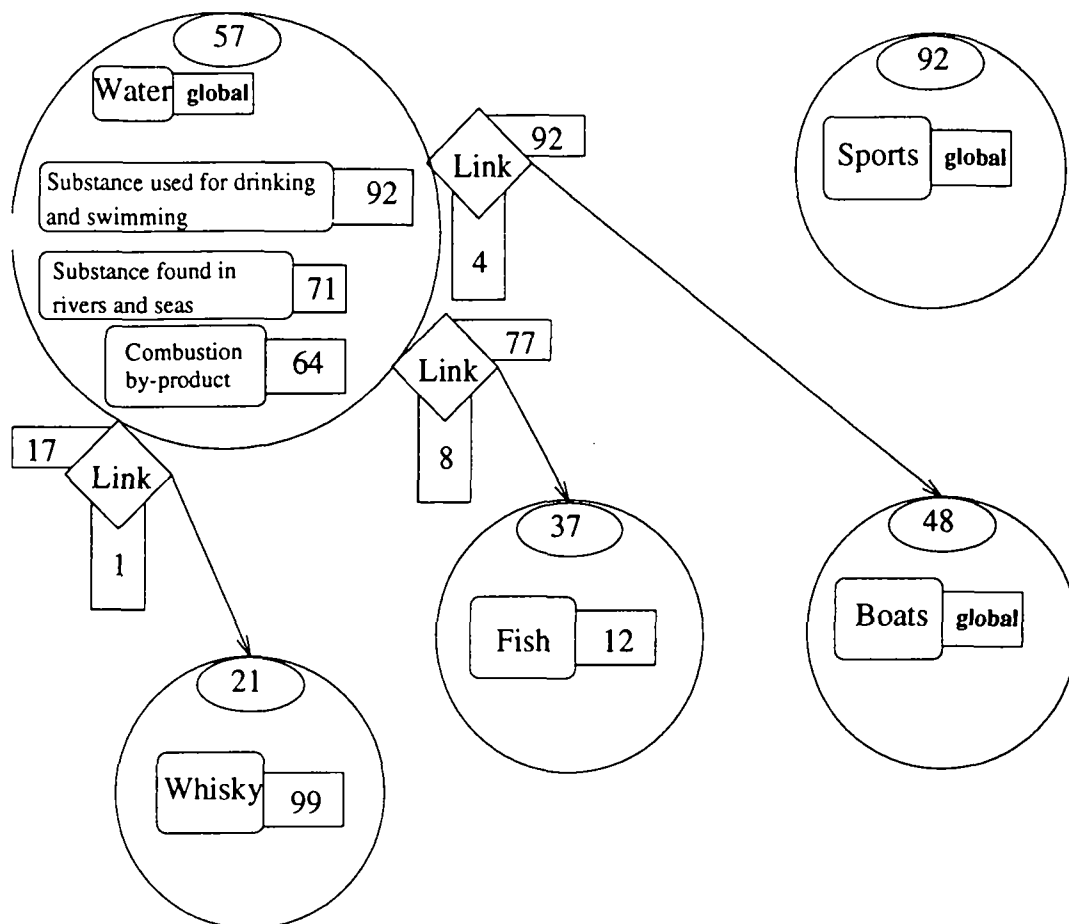 57
Water global
Substance used for drinking
and swimming
92
Substance found in
rivers and seas
71
Combustion
by-product
64
92
Link
4
77
Link
8
17
Link
1
92
Sports global
37
Fish 12
48
Boats global
21
Whisky 99